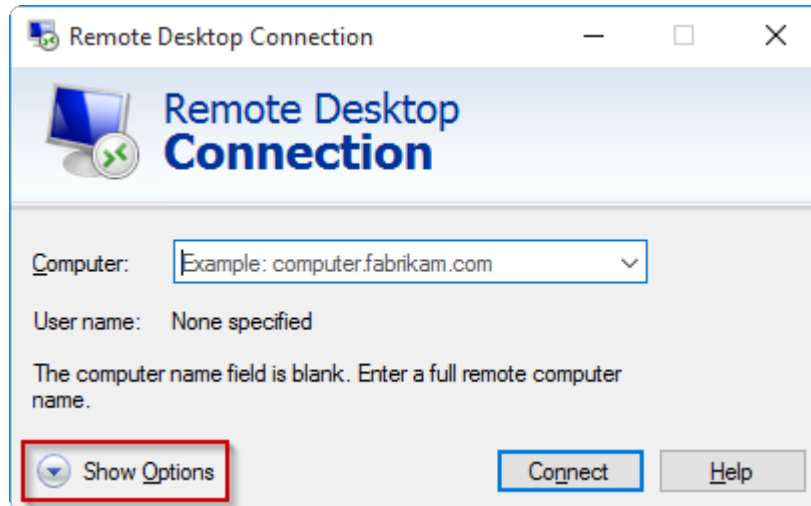 Remote Desktop Connection
Remote Desktop
Connection
Computer: Example: computer.fabrikam.com
User name: None specified
The computer name field is blank. Enter a full remote computer
name.
Show Options Connect Help